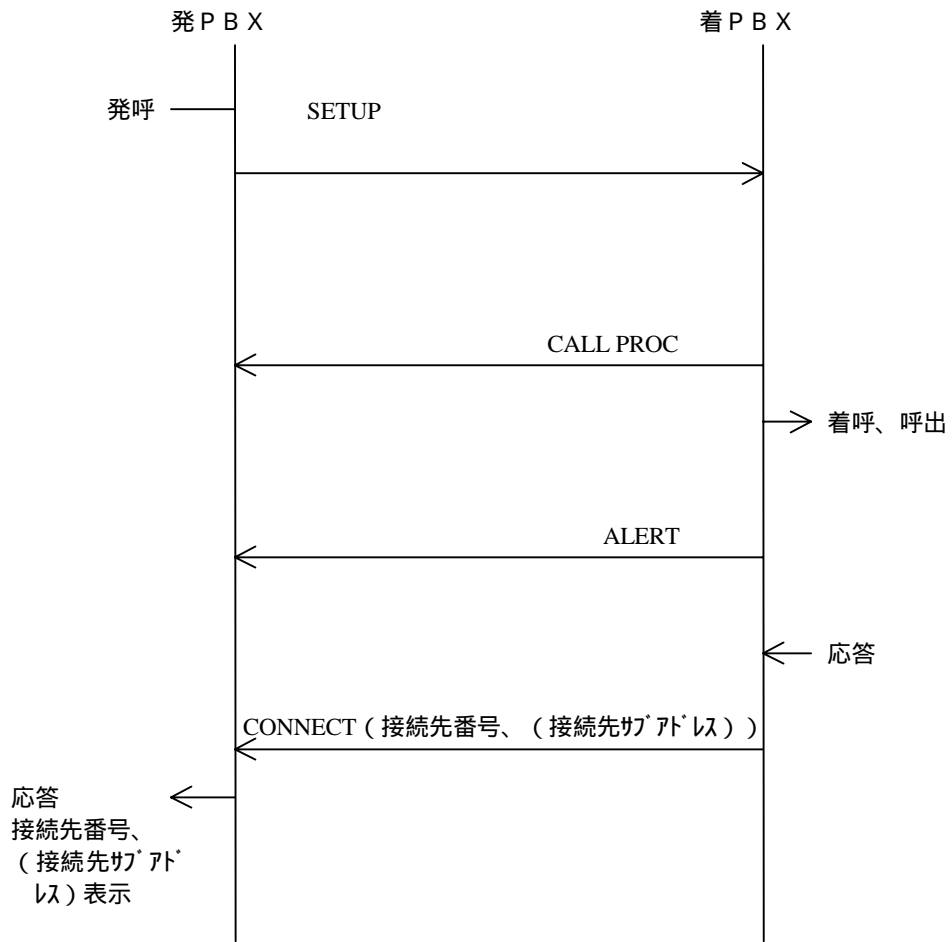 発ＰＢＸ
着ＰＢＸ
発呼
SETUP
CALL PROC
着呼、呼出
ALERT
応答
CONNECT（接続先番号、（接続先ｻﾌﾞｱﾄﾞﾚｽ））
応答
接続先番号、
（接続先ｻﾌﾞｱﾄﾞ
ﾚｽ）表示